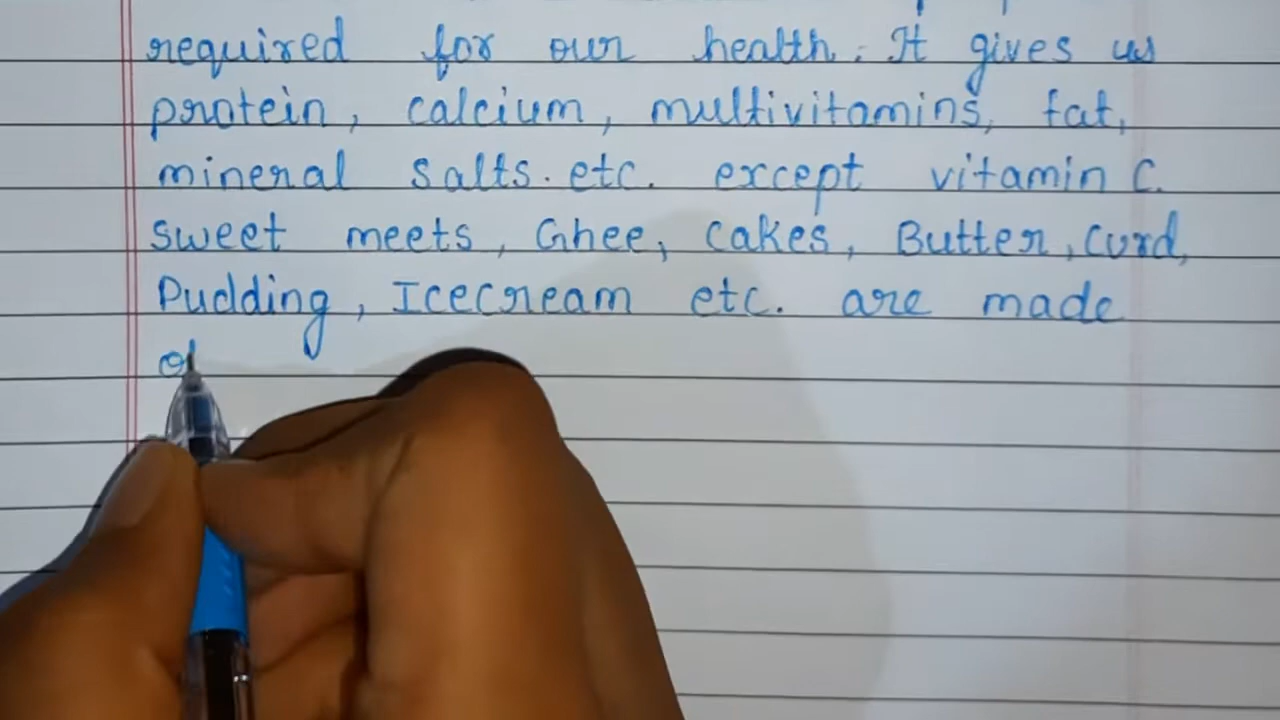 required for our health. It gives us
protein, calcium, multivitamins, fat,
mineral salts. etc. except vitamin C.
sweet meets, Ghee, cakes, Butter, Curd,
Pudding, Icecream etc. are made